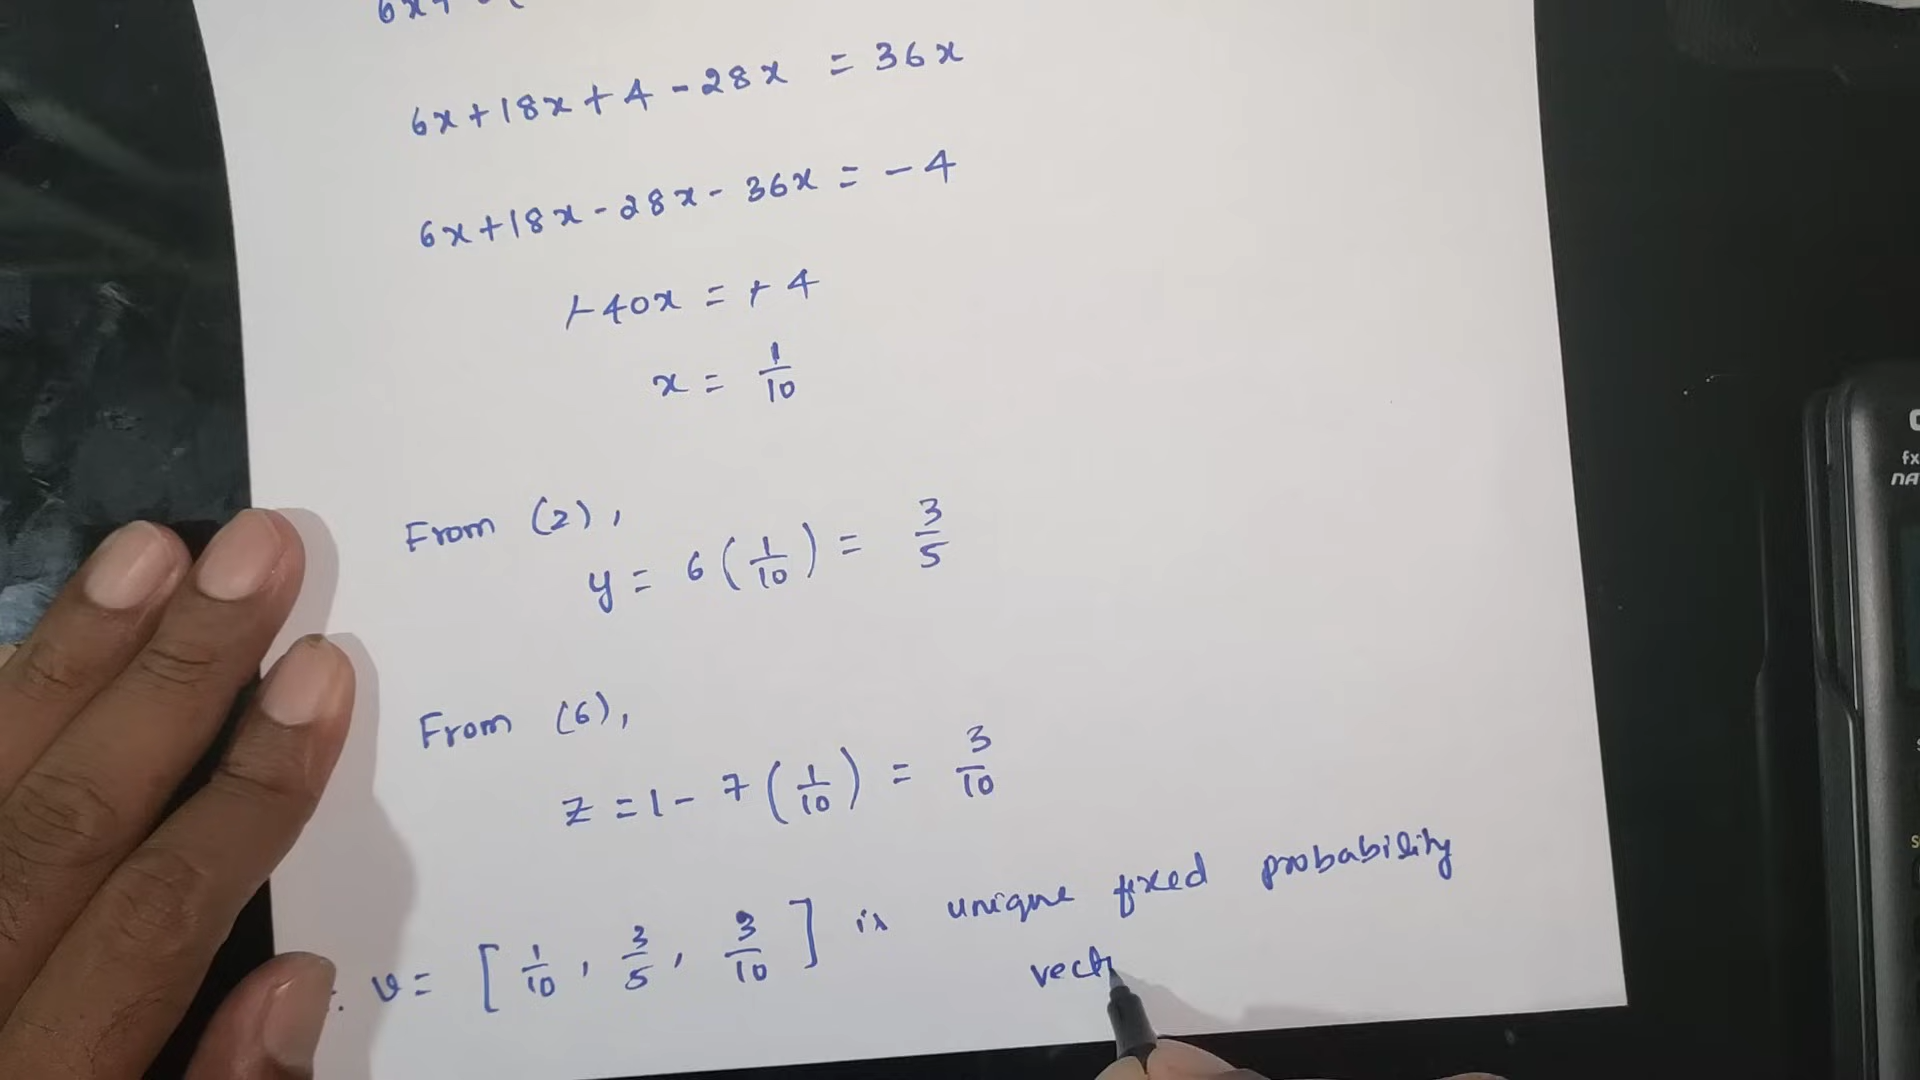 6x+18x+4-28x = 36x
6x+18x-28x-36x = -4
-40x = -4
x = 1/10
From (2),
y = 6(1/10) = 3/5
From (6),
z = 1-7(1/10) = 3/10
v = [1/10, 3/5, 3/10] is unique fixed probability
vect
fx
NA